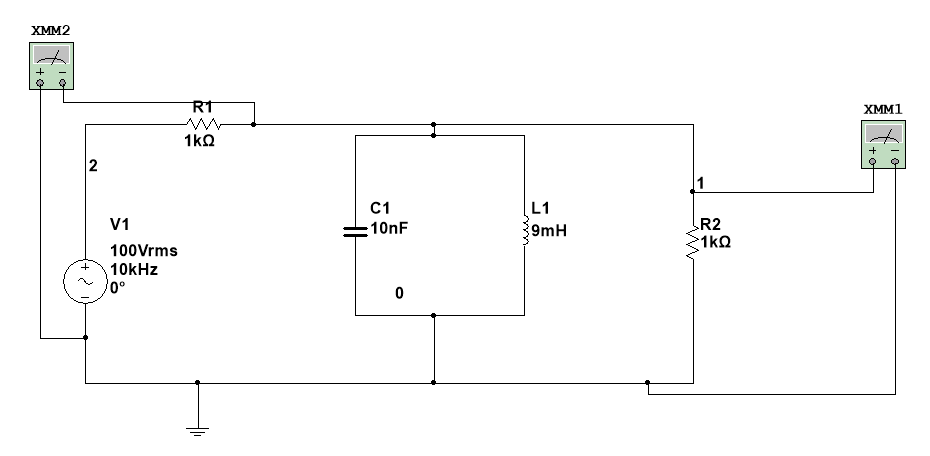 XMM2
+ −
R1
1kΩ
2
V1
100Vrms
10kHz
0°
+
−
C1
10nF
0
L1
9mH
XMM1
+ −
1
R2
1kΩ